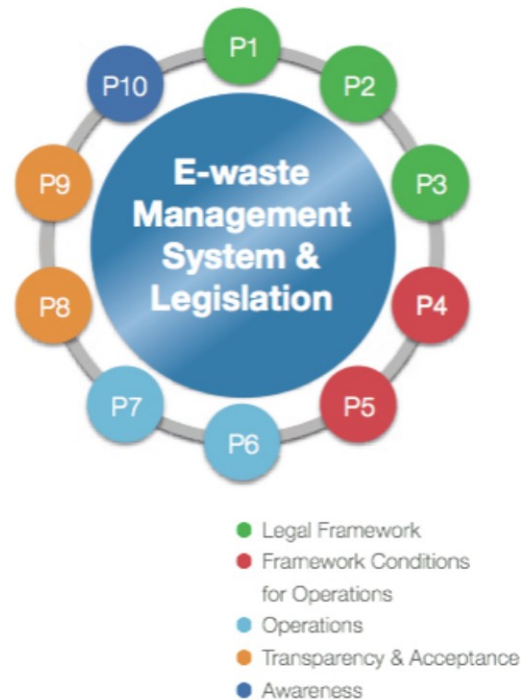 P1
P2
P3
P4
P5
P6
P7
P8
P9
P10
E-waste
Management
System &
Legislation
Legal Framework
Framework Conditions
for Operations
Operations
Transparency & Acceptance
Awareness